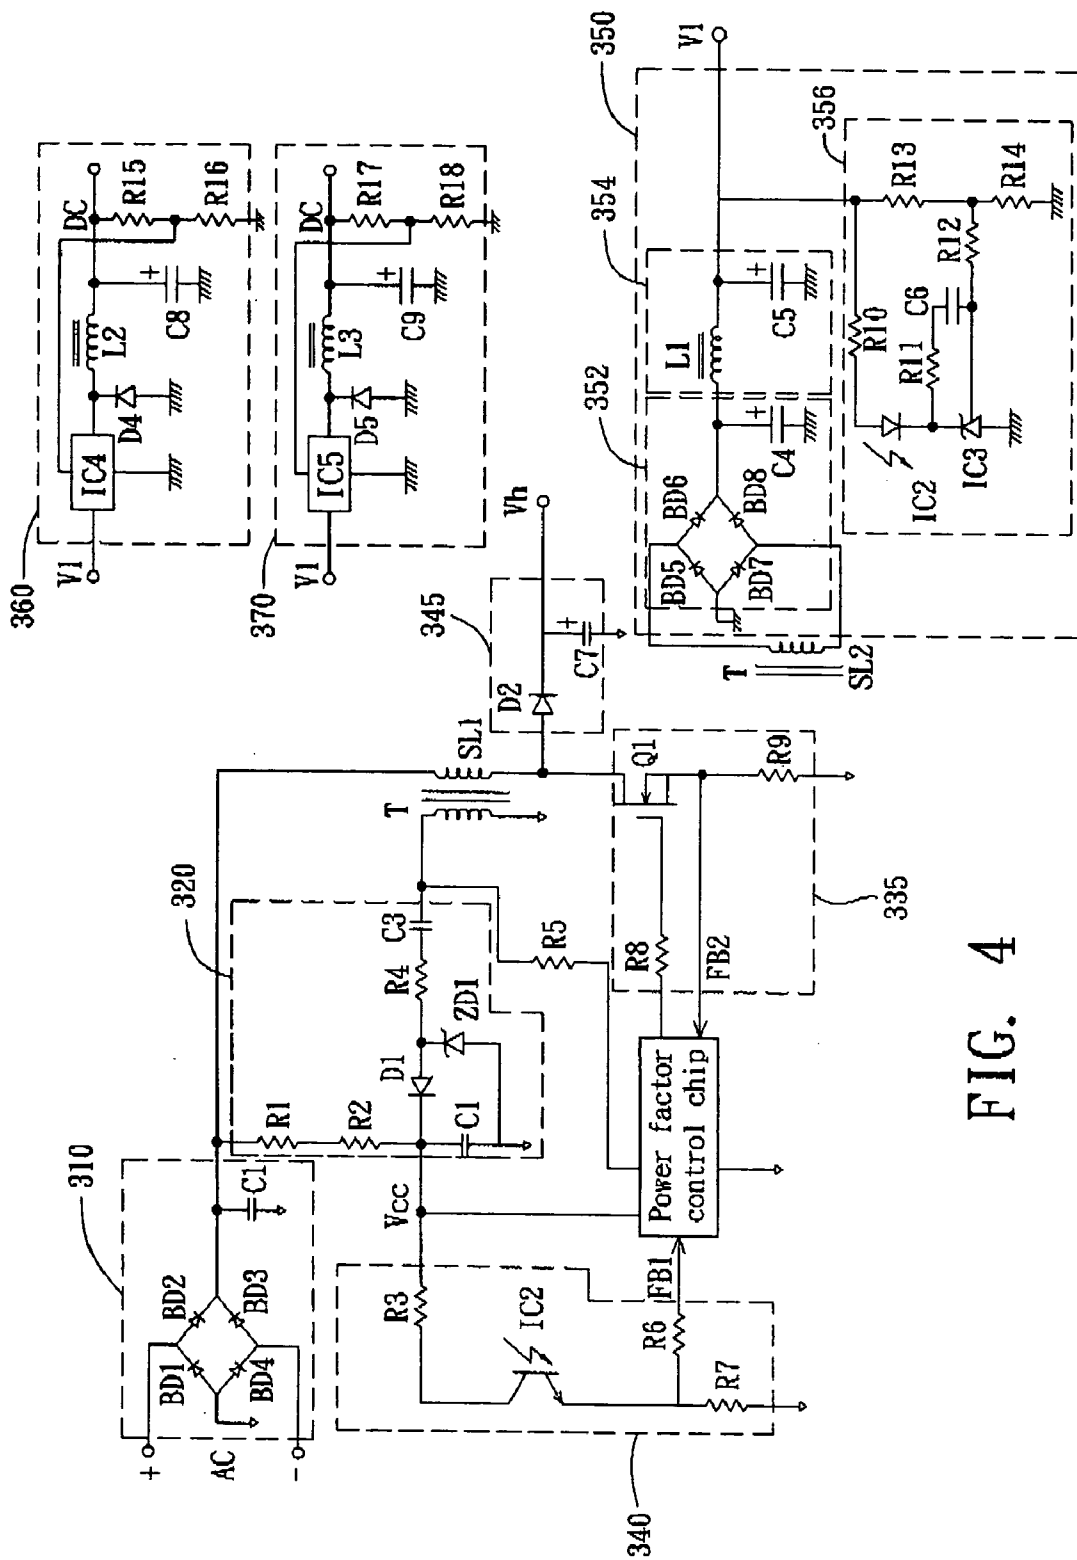 310
+
AC
-
BD1
BD2
BD3
BD4
C1
320
R1
R2
C1
D1
ZD1
R4
C3
R5
T
SL1
Vcc
340
R3
IC2
R6
FB1
R7
Power factor
control chip
FB2
R8
335
Q1
R9
345
D2
C7
+
Vh
360
V1
IC4
D4
L2
+
C8
DC
R15
R16
370
V1
IC5
D5
L3
+
C9
DC
R17
R18
T
SL2
350
352
BD5
BD6
BD7
BD8
+
C4
354
L1
+
C5
V1
356
IC2
R10
R11
C6
IC3
R12
R13
R14
FIG. 4